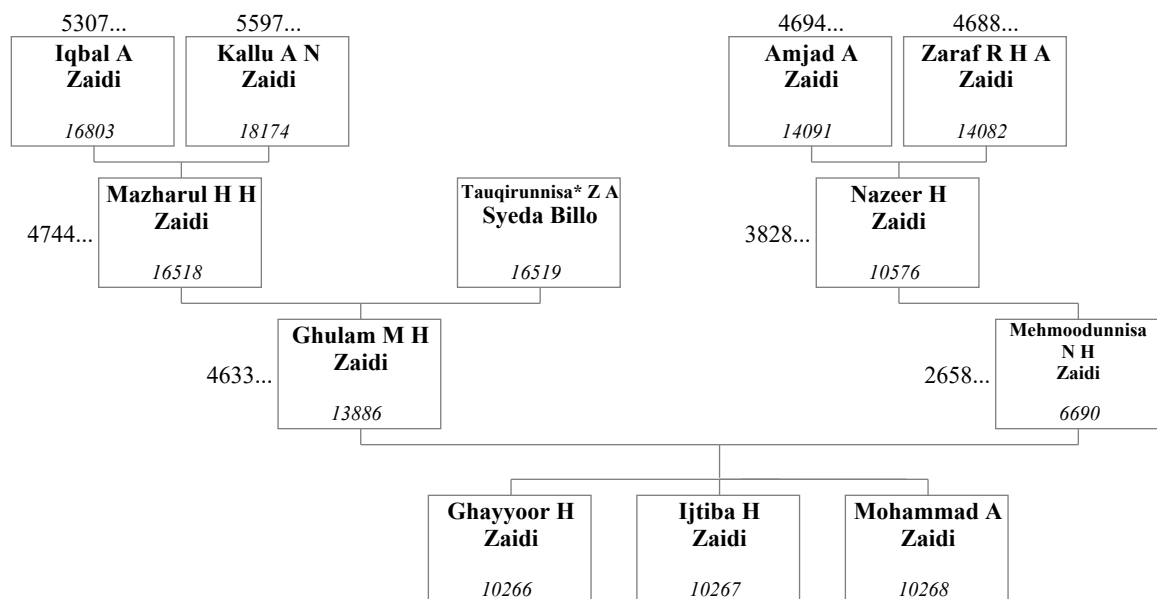 5307...
5597...
4694...
4688...
Iqbal A
Zaidi
16803
Kallu A N
Zaidi
18174
Amjad A
Zaidi
14091
Zaraf R H A
Zaidi
14082
4744...
Mazharul H H
Zaidi
16518
Tauqirunnisa* Z A
Syeda Billo
16519
3828...
Nazeer H
Zaidi
10576
4633...
Ghulam M H
Zaidi
13886
2658...
Mehmoodunnisa
N H
Zaidi
6690
Ghayyoor H
Zaidi
10266
Ijtiba H
Zaidi
10267
Mohammad A
Zaidi
10268